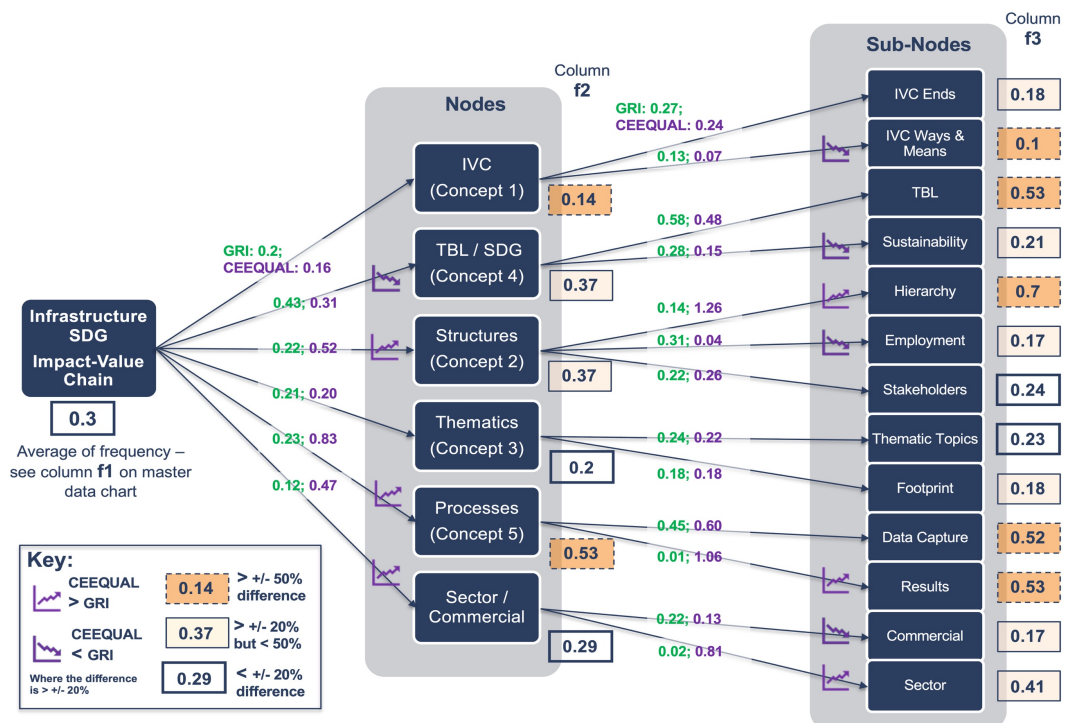 Column
f3
Sub-Nodes
Column
f2
Nodes
IVC Ends
0.18
GRI: 0.27;
CEEQUAL: 0.24
IVC Ways &
Means
0.1
0.13; 0.07
IVC
(Concept 1)
0.14
TBL
0.53
0.58; 0.48
GRI: 0.2;
CEEQUAL: 0.16
TBL / SDG
(Concept 4)
0.37
Sustainability
0.21
0.28; 0.15
0.43; 0.31
Hierarchy
0.7
0.14; 1.26
Infrastructure
SDG
Impact-Value
Chain
0.3
Average of frequency –
see column f1 on master
data chart
0.22; 0.52
Structures
(Concept 2)
0.37
0.31; 0.04
Employment
0.17
0.22; 0.26
Stakeholders
0.24
0.21; 0.20
Thematics
(Concept 3)
0.2
0.24; 0.22
Thematic Topics
0.23
0.18; 0.18
Footprint
0.18
0.23; 0.83
Processes
(Concept 5)
0.53
0.45; 0.60
Data Capture
0.52
0.01; 1.06
Results
0.53
0.12; 0.47
Sector /
Commercial
0.29
0.22; 0.13
Commercial
0.17
0.02; 0.81
Sector
0.41
Key:
CEEQUAL
> GRI
0.14
> +/- 50%
difference
CEEQUAL
< GRI
0.37
> +/- 20%
but < 50%
Where the difference
is > +/- 20%
0.29
< +/- 20%
difference